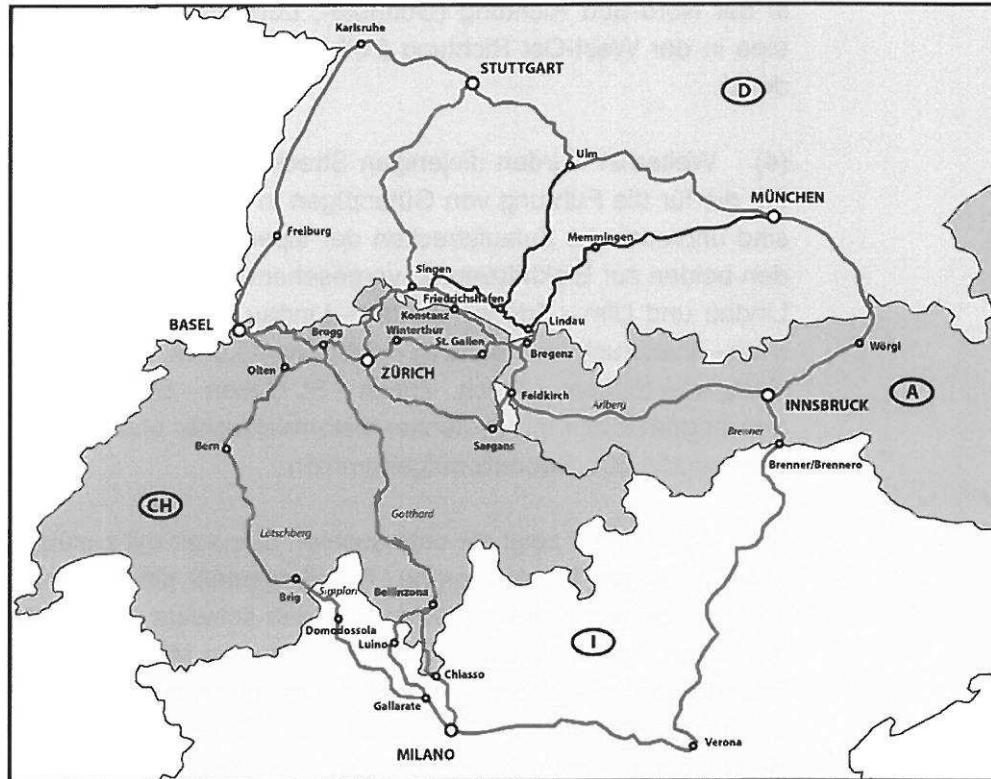 Karlsruhe
STUTTGART
D
Ulm
MÜNCHEN
Freiburg
Memmingen
Singen
Friedrichshafen
Konstanz
Lindau
BASEL
Brugg
Winterthur
St. Gallen
Bregenz
Wörgl
Olten
ZÜRICH
Feldkirch
Arlberg
INNSBRUCK
A
Sargans
Brenner
Bern
Brenner/Brennero
CH
Lötschberg
Gotthard
Brig
Simplon
Bellinzona
Domodossola
Luino
I
Chiasso
Gallarate
MILANO
Verona